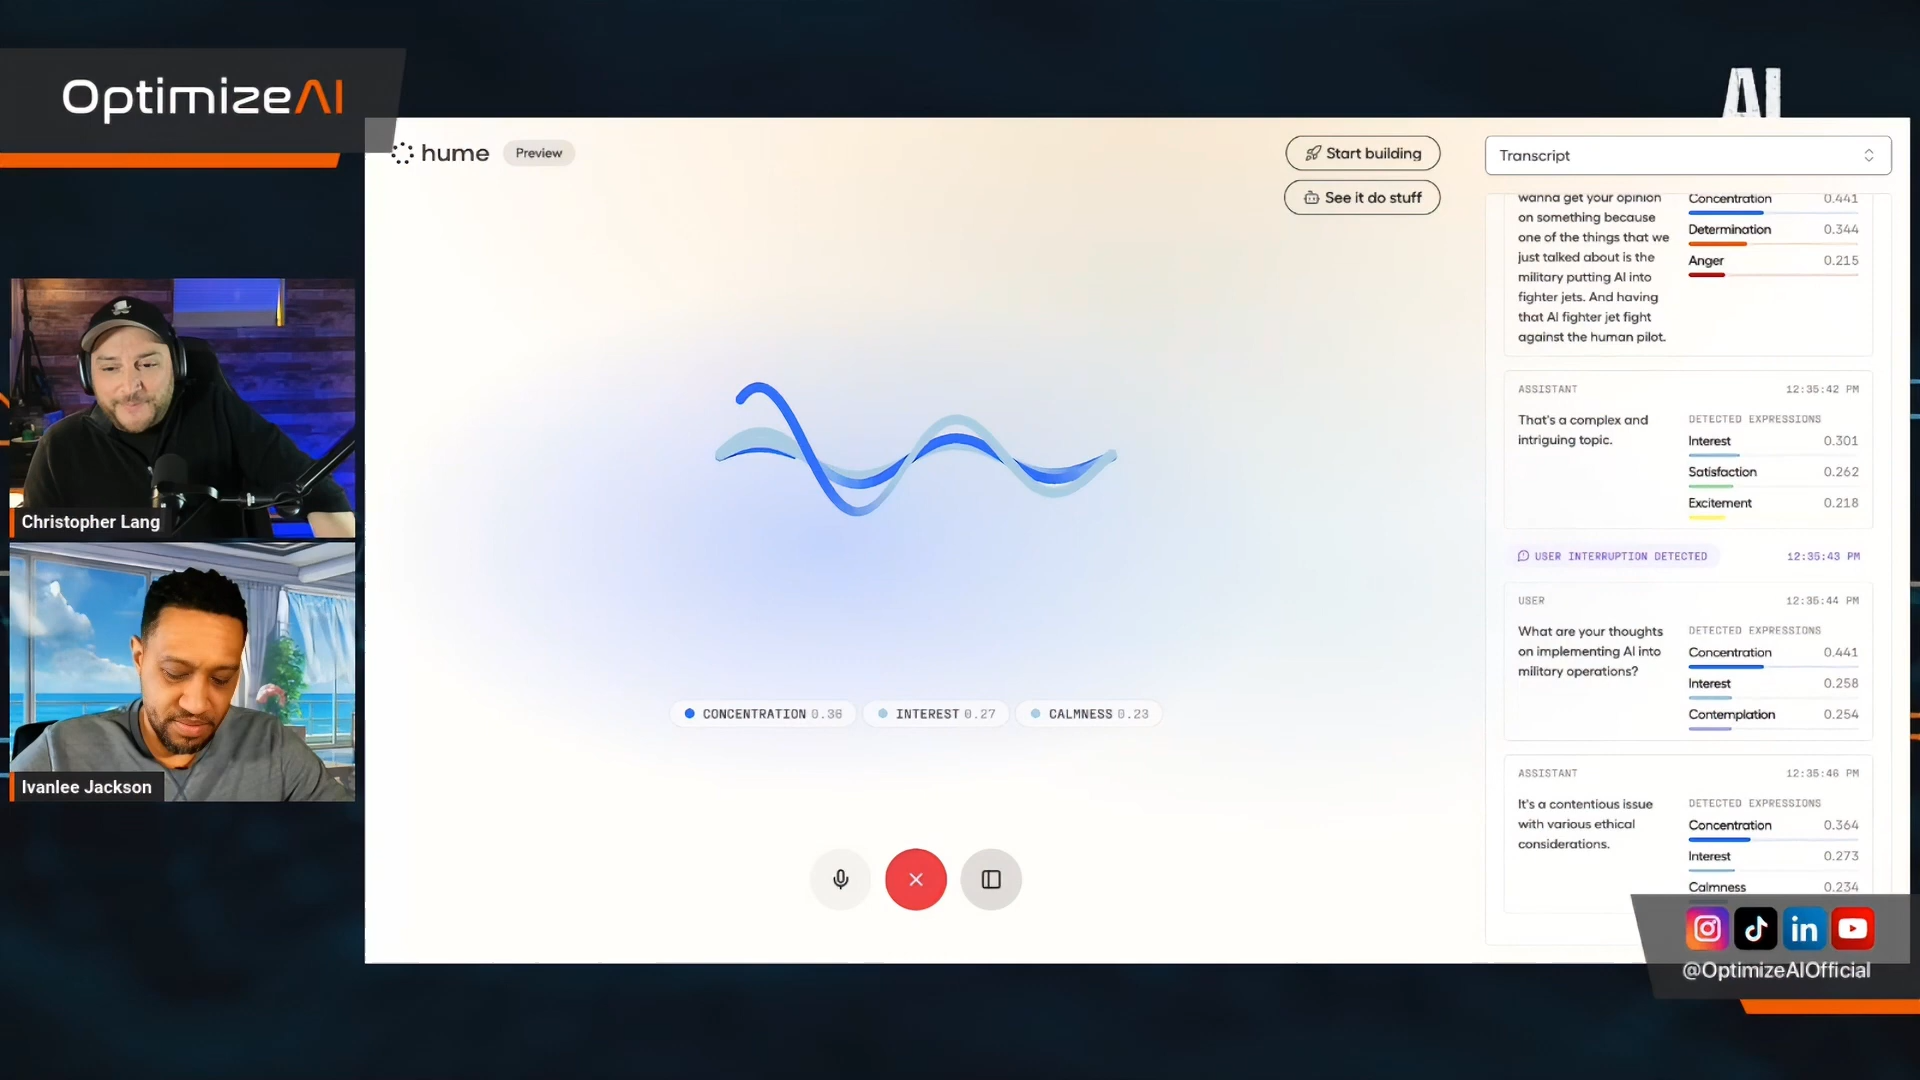 OptimizeAI
AI
hume
Preview
Start building
See it do stuff
Transcript
wanna get your opinion
on something because
one of the things that we
just talked about is the
military putting AI into
fighter jets. And having
that AI fighter jet fight
against the human pilot.
Concentration 0.441
Determination 0.344
Anger 0.215
ASSISTANT 12:35:42 PM
That's a complex and
intriguing topic.
DETECTED EXPRESSIONS
Interest 0.301
Satisfaction 0.262
Excitement 0.218
USER INTERRUPTION DETECTED 12:35:43 PM
USER 12:35:44 PM
What are your thoughts
on implementing AI into
military operations?
DETECTED EXPRESSIONS
Concentration 0.441
Interest 0.258
Contemplation 0.254
ASSISTANT 12:35:46 PM
It's a contentious issue
with various ethical
considerations.
DETECTED EXPRESSIONS
Concentration 0.364
Interest 0.273
Calmness 0.234
CONCENTRATION 0.36
INTEREST 0.27
CALMNESS 0.23
Christopher Lang
Ivanlee Jackson
@OptimizeAIOfficial